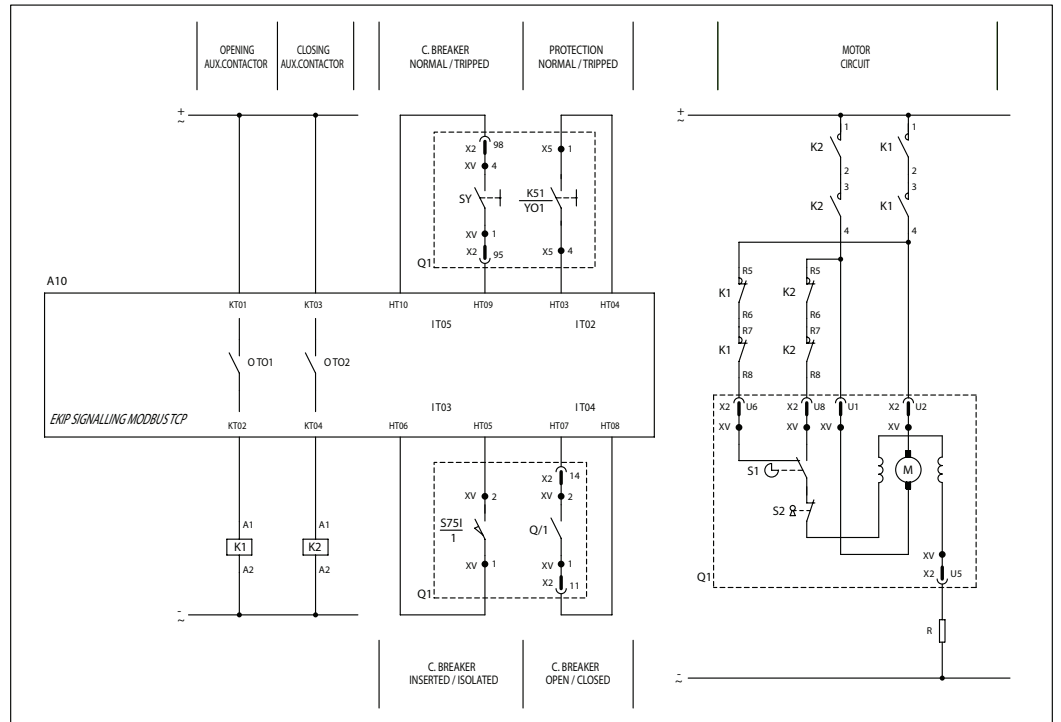 OPENING
AUX.CONTACTOR
CLOSING
AUX.CONTACTOR
C. BREAKER
NORMAL / TRIPPED
PROTECTION
NORMAL / TRIPPED
MOTOR
CIRCUIT
+
~
+
~
X2 98
XV 4
SY
XV 1
X2 95
Q1
X5 1
K51
YO1
X5 4
K2 1
2
K1 1
2
K2 3
4
K1 3
4
A10
KT01
KT03
HT10
HT09
HT03
HT04
IT05
IT02
O TO1
O TO2
IT03
IT04
EKIP SIGNALLING MODBUS TCP
KT02
KT04
HT06
HT05
HT07
HT08
K1 R5
R6
K2 R5
R6
K1 R7
R8
K2 R7
R8
X2 U6
XV
X2 U8
XV
U1
XV
X2 U2
XV
S1
S2
M
XV
X2 U5
Q1
R
A1
K1
A2
A1
K2
A2
XV 2
S75I
1
XV 1
Q1
X2 14
XV 2
Q/1
XV 1
X2 11
-
~
-
~
C. BREAKER
INSERTED / ISOLATED
C. BREAKER
OPEN / CLOSED